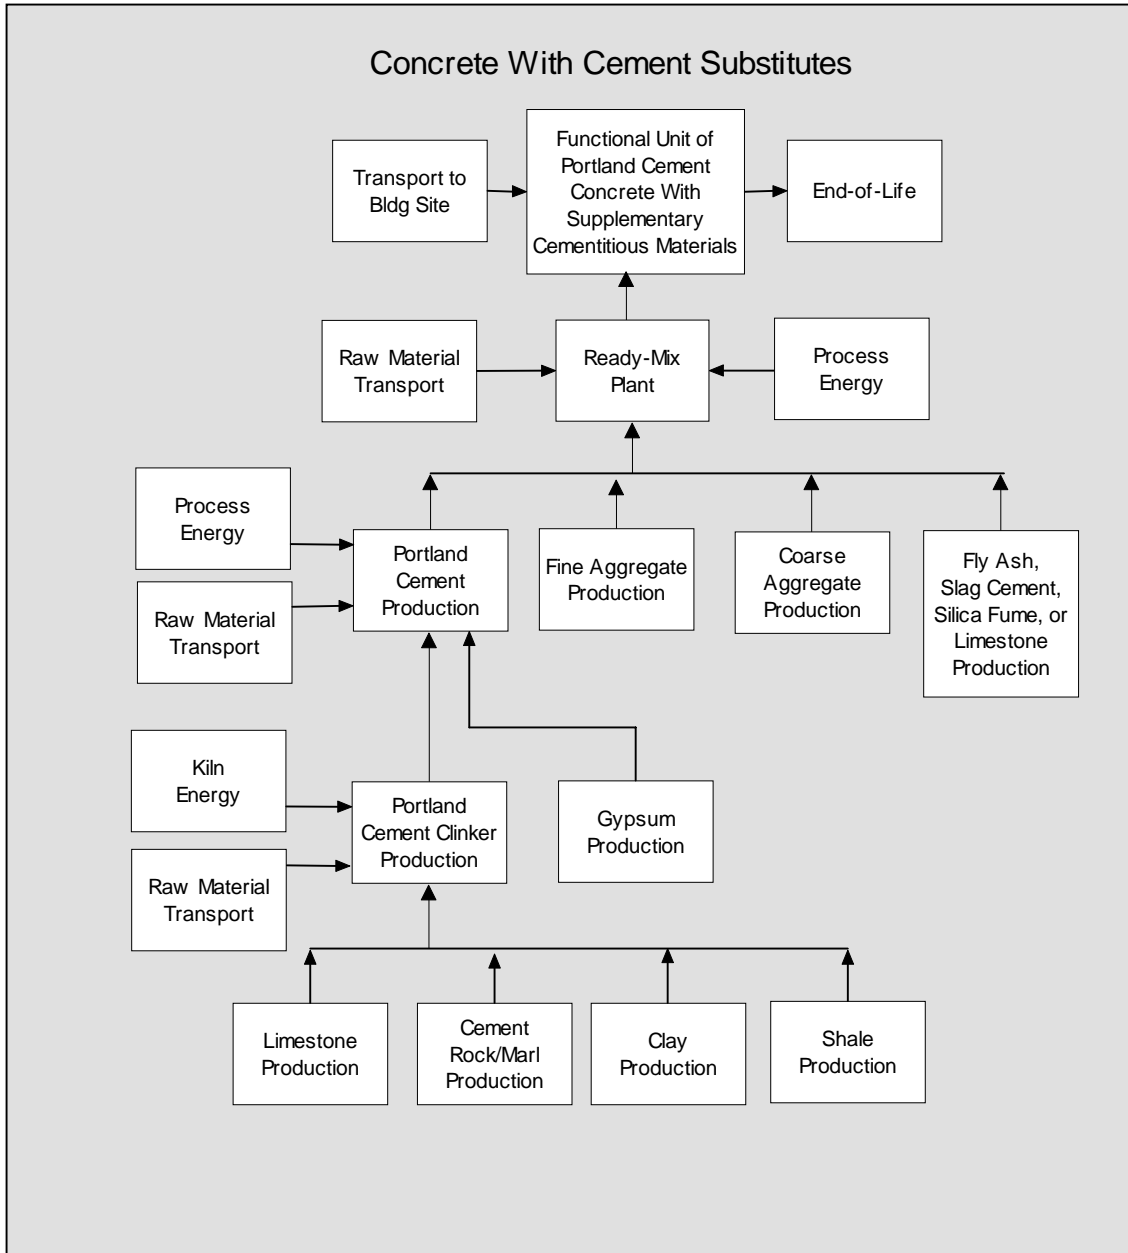 Concrete With Cement Substitutes
Functional Unit of
Portland Cement
Concrete With
Supplementary
Cementitious Materials
Transport to
Bldg Site
End-of-Life
Raw Material
Transport
Ready-Mix
Plant
Process
Energy
Process
Energy
Raw Material
Transport
Portland
Cement
Production
Fine Aggregate
Production
Coarse
Aggregate
Production
Fly Ash,
Slag Cement,
Silica Fume, or
Limestone
Production
Kiln
Energy
Raw Material
Transport
Portland
Cement Clinker
Production
Gypsum
Production
Limestone
Production
Cement
Rock/Marl
Production
Clay
Production
Shale
Production